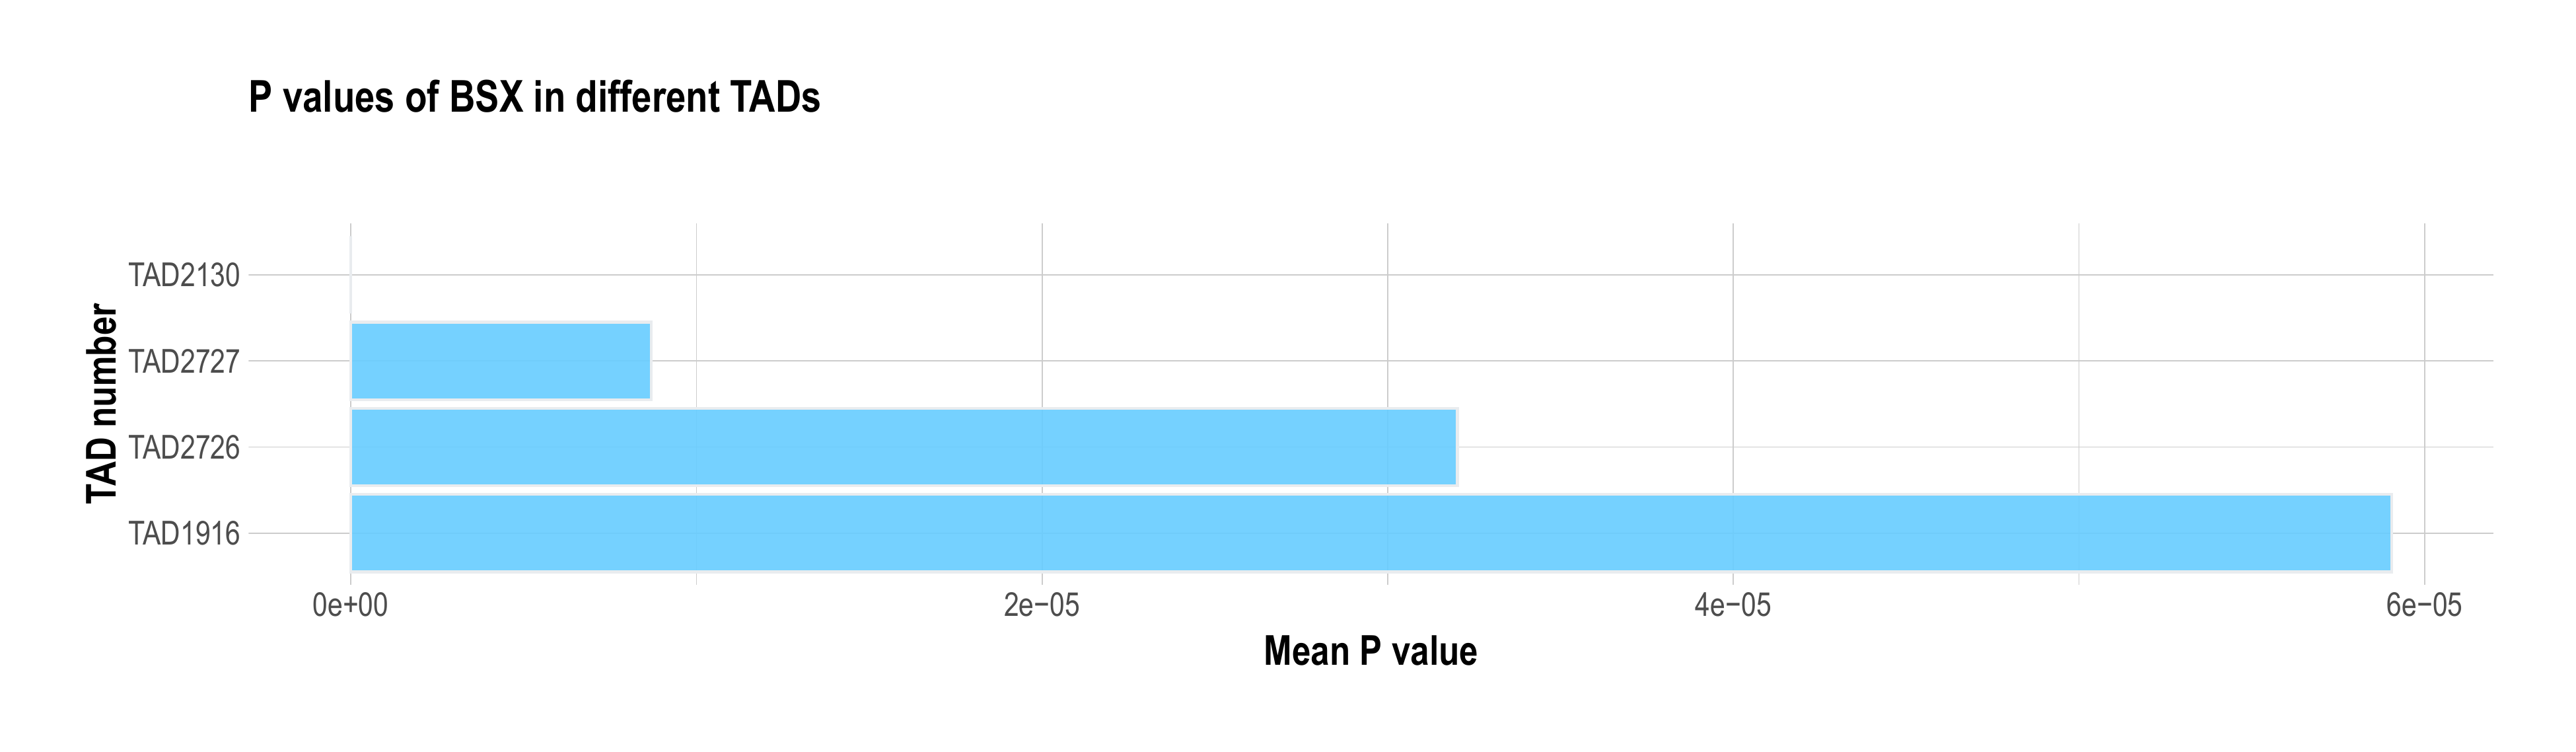 P values of BSX in different TADs
TAD number
TAD2130
TAD2727
TAD2726
TAD1916
0e+00 2e−05 4e−05 6e−05
Mean P value